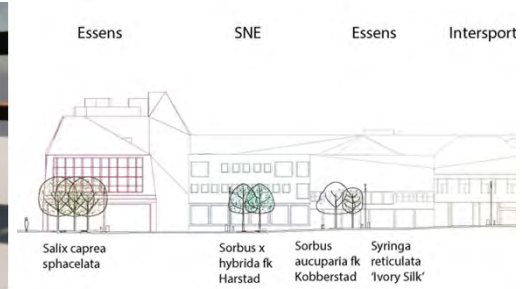 Essens SNE Essens Intersport
Salix caprea
sphacelata
Sorbus x
hybrida fk
Harstad
Sorbus
aucuparia fk
Kobberstad
Syringa
reticulata
'Ivory Silk'